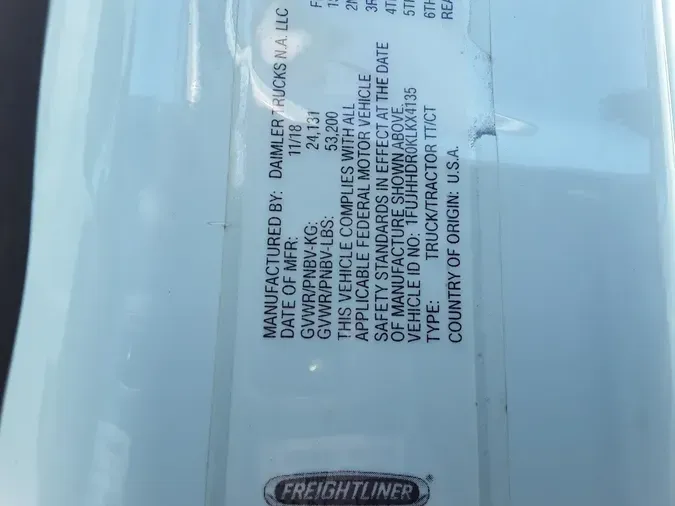 MANUFACTURED BY: DAIMLER TRUCKS N.A. LLC
DATE OF MFR: 11/18
GVWR/PNBV-KG: 24,131
GVWR/PNBV-LBS: 53,200
THIS VEHICLE COMPLIES WITH ALL
APPLICABLE FEDERAL MOTOR VEHICLE
SAFETY STANDARDS IN EFFECT AT THE DATE
OF MANUFACTURE SHOWN ABOVE.
VEHICLE ID NO: 1FUJHHDR0KLKX4135
TYPE: TRUCK/TRACTOR TT/CT
COUNTRY OF ORIGIN: U.S.A.
FREIGHTLINER